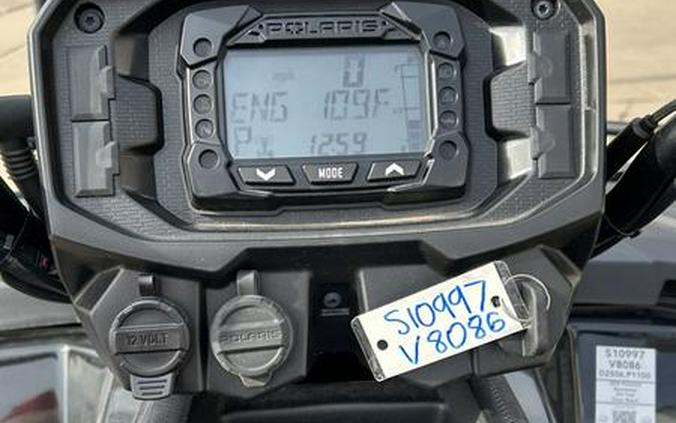 POLARIS
mph 0
ENG 109F
P 1259
MODE
12 VOLT
POLARIS
S10997
V8086
S10997
V8086